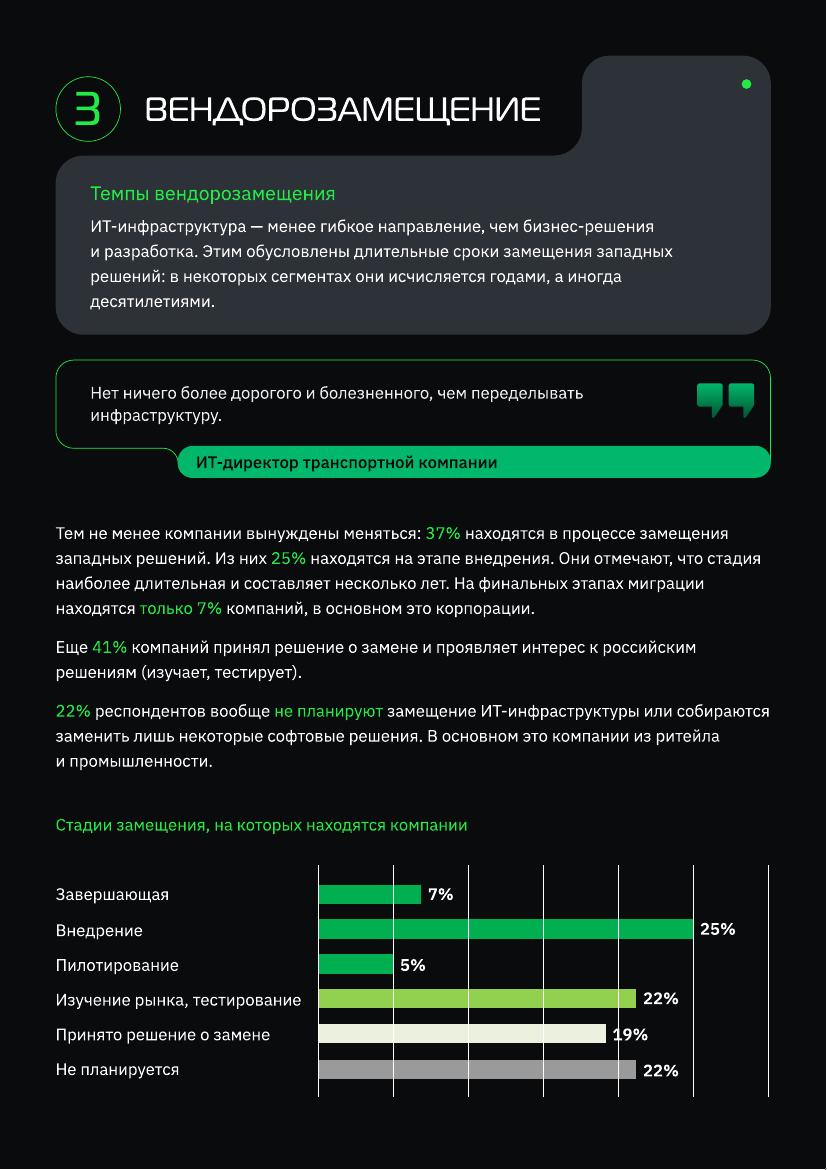 3 ВЕНДОРОЗАМЕЩЕНИЕ
Темпы вендорозамещения
ИТ-инфраструктура — менее гибкое направление, чем бизнес-решения
и разработка. Этим обусловлены длительные сроки замещения западных
решений: в некоторых сегментах они исчисляется годами, а иногда
десятилетиями.
Нет ничего более дорогого и болезненного, чем переделывать
инфраструктуру.
ИТ-директор транспортной компании
Тем не менее компании вынуждены меняться: 37% находятся в процессе замещения
западных решений. Из них 25% находятся на этапе внедрения. Они отмечают, что стадия
наиболее длительная и составляет несколько лет. На финальных этапах миграции
находятся только 7% компаний, в основном это корпорации.
Еще 41% компаний принял решение о замене и проявляет интерес к российским
решениям (изучает, тестирует).
22% респондентов вообще не планируют замещение ИТ-инфраструктуры или собираются
заменить лишь некоторые софтовые решения. В основном это компании из ритейла
и промышленности.
Стадии замещения, на которых находятся компании
Завершающая 7%
Внедрение 25%
Пилотирование 5%
Изучение рынка, тестирование 22%
Принято решение о замене 19%
Не планируется 22%